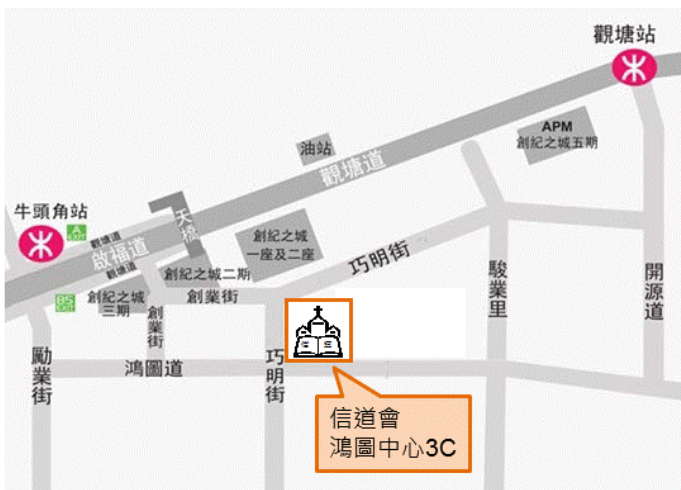 觀塘站
APM
創紀之城五期
油站
觀塘道
牛頭角站
A
EXIT
觀塘道
啟福道
觀塘道
天橋
創紀之城
一座及二座
創紀之城二期
巧明街
B5
EXIT
創紀之城
三期
創業街
創業街
駿業里
開源道
勵業街
鴻圖道
巧明街
信道會
鴻圖中心3C